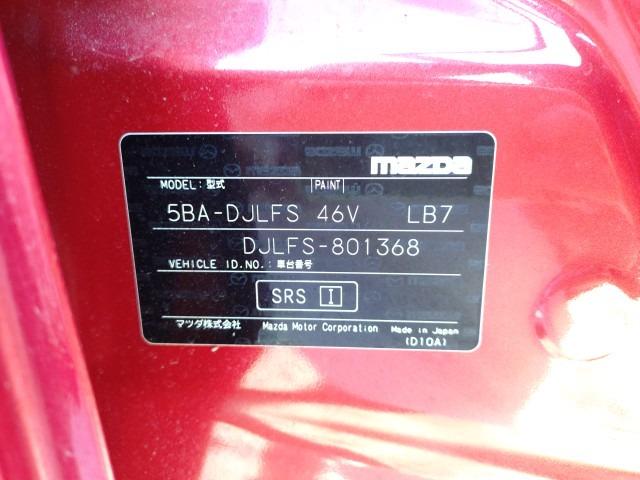 mazda
MODEL: 型式 PAINT
5BA-DJLFS 46V LB7
DJLFS-801368
VEHICLE ID.NO.: 車台番号
SRS I
マツダ株式会社 Mazda Motor Corporation Made in Japan
(D10A)